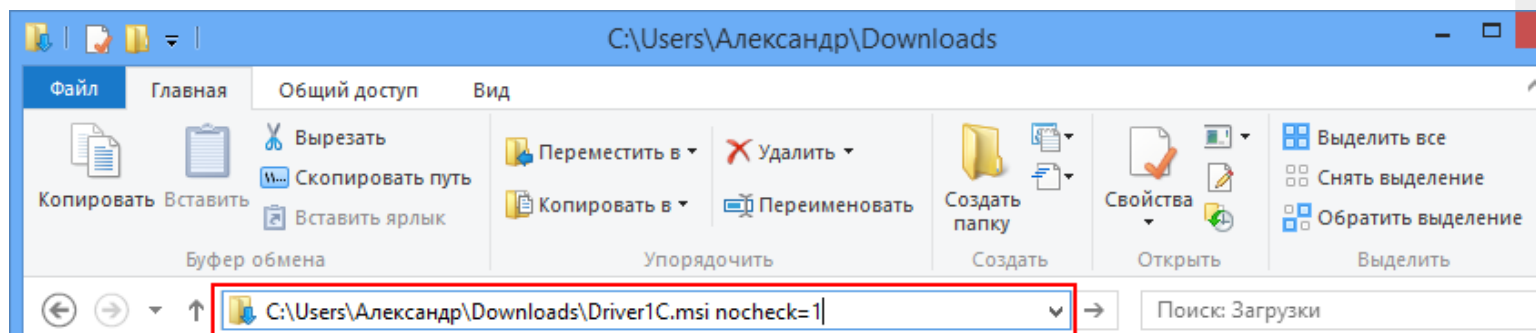 C:\Users\Александр\Downloads
Файл Главная Общий доступ Вид
Копировать
Вставить
Вырезать
Скопировать путь
Вставить ярлык
Буфер обмена
Переместить в
Копировать в
Удалить
Переименовать
Упорядочить
Создать
папку
Создать
Свойства
Открыть
Выделить все
Снять выделение
Обратить выделение
Выделить
C:\Users\Александр\Downloads\Driver1C.msi nocheck=1
Поиск: Загрузки